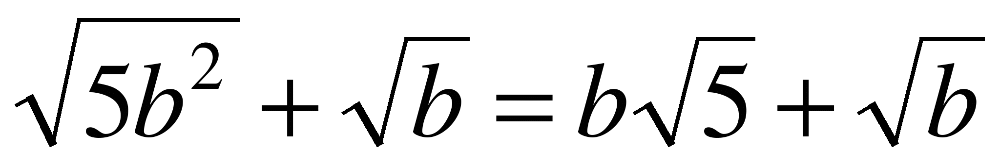 √5b² + √b = b√5 + √b